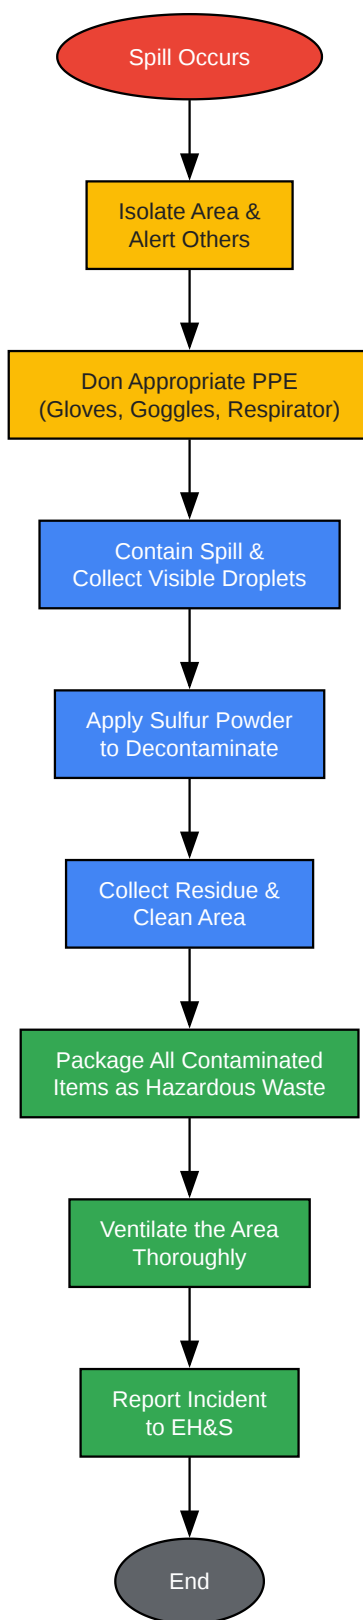 Spill Occurs
Isolate Area &
Alert Others
Don Appropriate PPE
(Gloves, Goggles, Respirator)
Contain Spill &
Collect Visible Droplets
Apply Sulfur Powder
to Decontaminate
Collect Residue &
Clean Area
Package All Contaminated
Items as Hazardous Waste
Ventilate the Area
Thoroughly
Report Incident
to EH&S
End